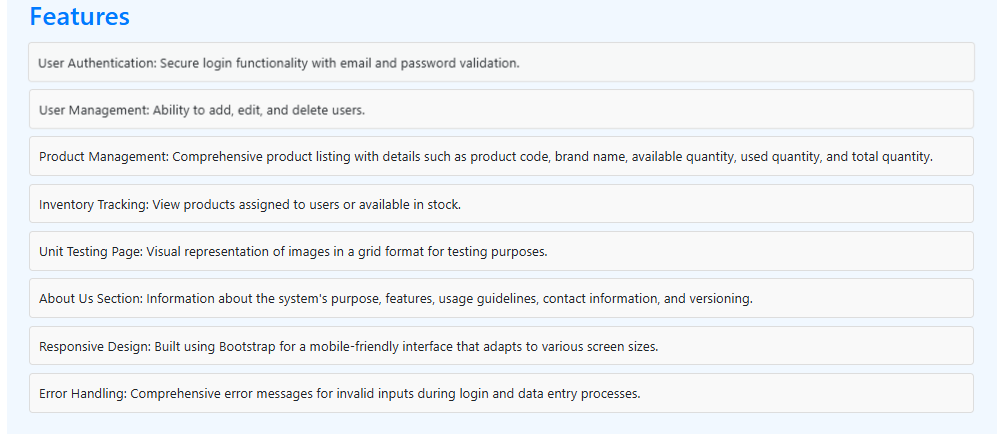 Features
User Authentication: Secure login functionality with email and password validation.
User Management: Ability to add, edit, and delete users.
Product Management: Comprehensive product listing with details such as product code, brand name, available quantity, used quantity, and total quantity.
Inventory Tracking: View products assigned to users or available in stock.
Unit Testing Page: Visual representation of images in a grid format for testing purposes.
About Us Section: Information about the system's purpose, features, usage guidelines, contact information, and versioning.
Responsive Design: Built using Bootstrap for a mobile-friendly interface that adapts to various screen sizes.
Error Handling: Comprehensive error messages for invalid inputs during login and data entry processes.